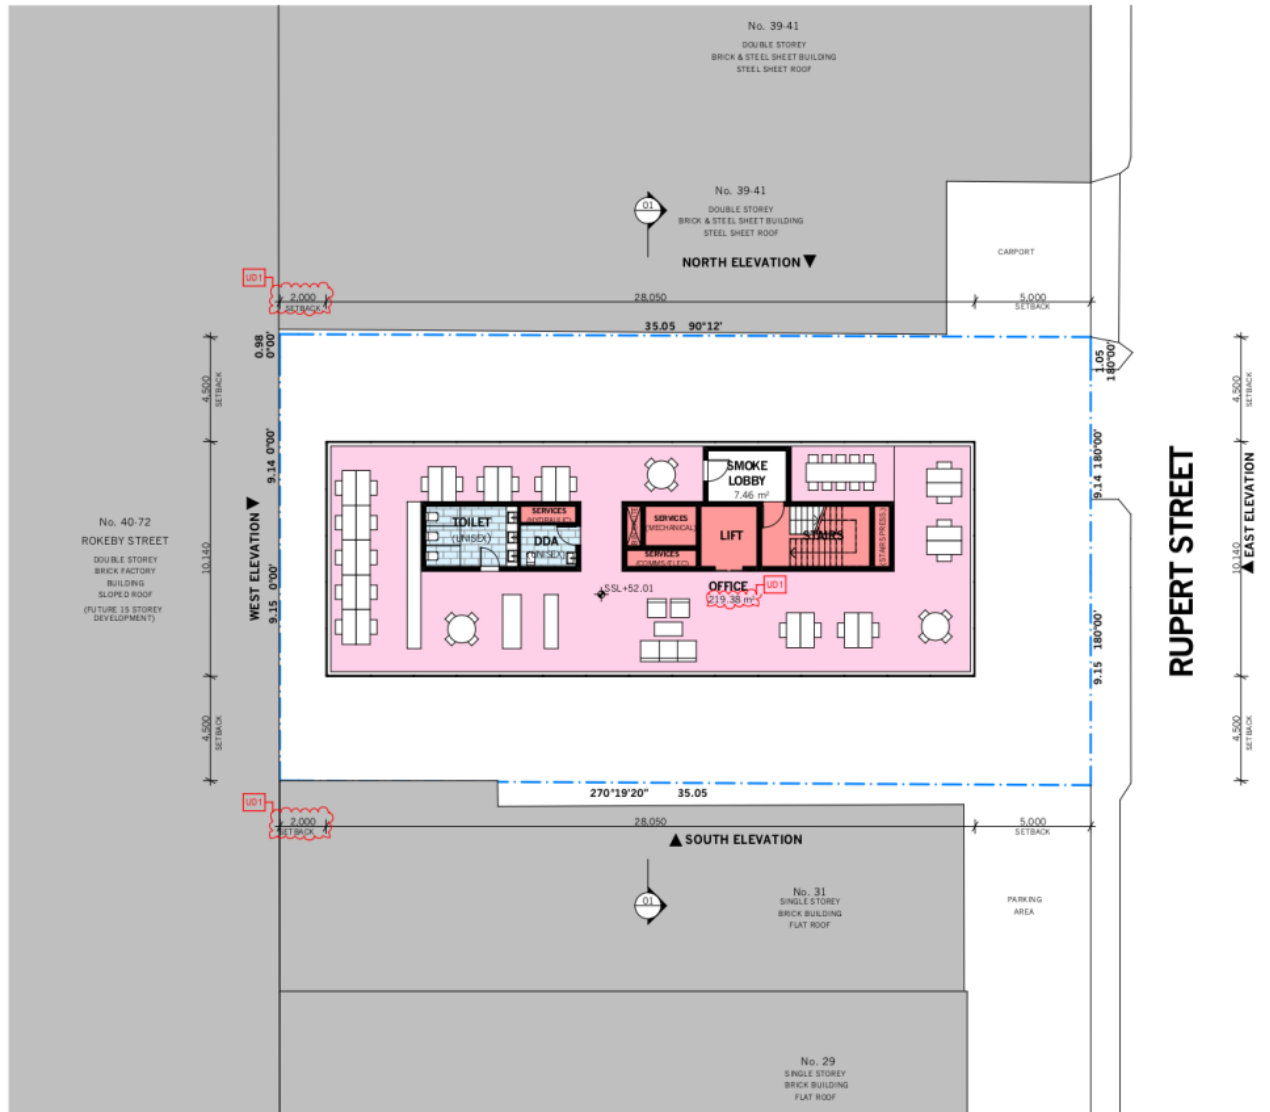 No. 39-41
DOUBLE STOREY
BRICK & STEEL SHEET BUILDING
STEEL SHEET ROOF
No. 39-41
DOUBLE STOREY
BRICK & STEEL SHEET BUILDING
STEEL SHEET ROOF
01
NORTH ELEVATION
CARPORT
UD1
2,000
SETBACK
28,050
5,000
SETBACK
35.05 90°12'
0.98 0°00'
1.05 180°00'
4,500
SETBACK
4,500
SETBACK
9.14 0°00'
9.14 180°00'
SMOKE
LOBBY
7.46 m²
No. 40-72
ROKEBY STREET
DOUBLE STOREY
BRICK FACTORY
BUILDING
SLOPED ROOF
(FUTURE 15 STOREY
DEVELOPMENT)
10,140
WEST ELEVATION
TOILET
(UNISEX)
SERVICES
(HYDRAULIC)
DDA
(UNISEX)
SERVICES
(MECHANICAL)
SERVICES
(COMMS/ELEC)
LIFT
STAIRS
(STAIRS PRESS.)
OFFICE
219.38 m²
UD1
SSL+52.01
9.15 0°00'
9.15 180°00'
RUPERT STREET
10,140
EAST ELEVATION
4,500
SETBACK
4,500
SETBACK
270°19'20" 35.05
UD1
2,000
SETBACK
28,050
5,000
SETBACK
SOUTH ELEVATION
01
No. 31
SINGLE STOREY
BRICK BUILDING
FLAT ROOF
PARKING
AREA
No. 29
SINGLE STOREY
BRICK BUILDING
FLAT ROOF